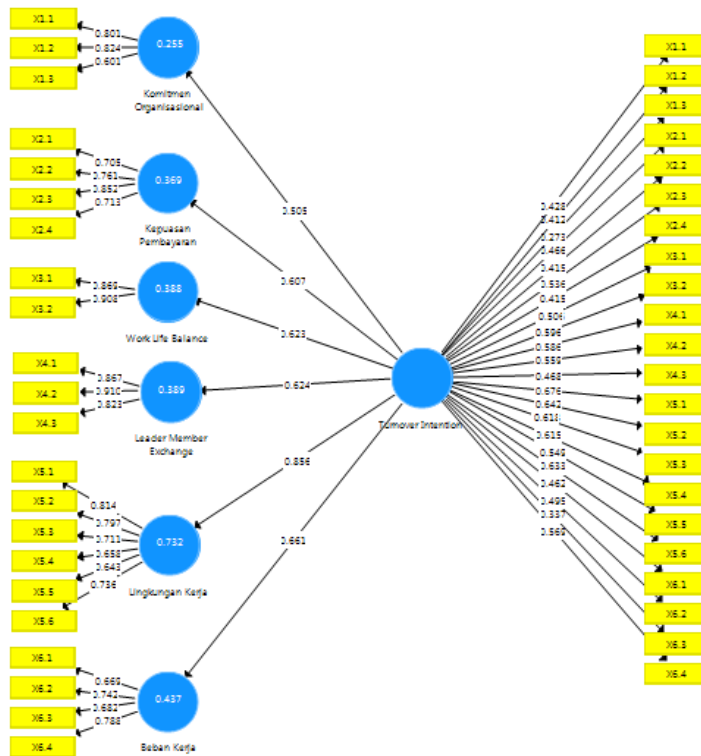 X1.1
X1.2
X1.3
0.801
0.824
0.601
0.255
Komitmen
Organisasional
X2.1
X2.2
X2.3
X2.4
0.705
0.761
0.852
0.713
0.369
Kepuasan
Pembayaran
X3.1
X3.2
0.865
0.908
0.388
Work Life Balance
X4.1
X4.2
X4.3
0.867
0.910
0.823
0.389
Leader Member
Exchange
X5.1
X5.2
X5.3
X5.4
X5.5
X5.6
0.814
0.797
0.711
0.658
0.643
0.736
0.732
Lingkungan Kerja
X6.1
X6.2
X6.3
X6.4
0.669
0.742
0.682
0.788
0.437
Beban Kerja
0.505
0.607
0.623
0.624
0.856
0.661
Turnover Intention
0.428
0.412
0.273
0.466
0.415
0.536
0.415
0.506
0.596
0.586
0.559
0.468
0.676
0.642
0.618
0.615
0.549
0.633
0.462
0.495
0.337
0.569
X1.1
X1.2
X1.3
X2.1
X2.2
X2.3
X2.4
X3.1
X3.2
X4.1
X4.2
X4.3
X5.1
X5.2
X5.3
X5.4
X5.5
X5.6
X6.1
X6.2
X6.3
X6.4